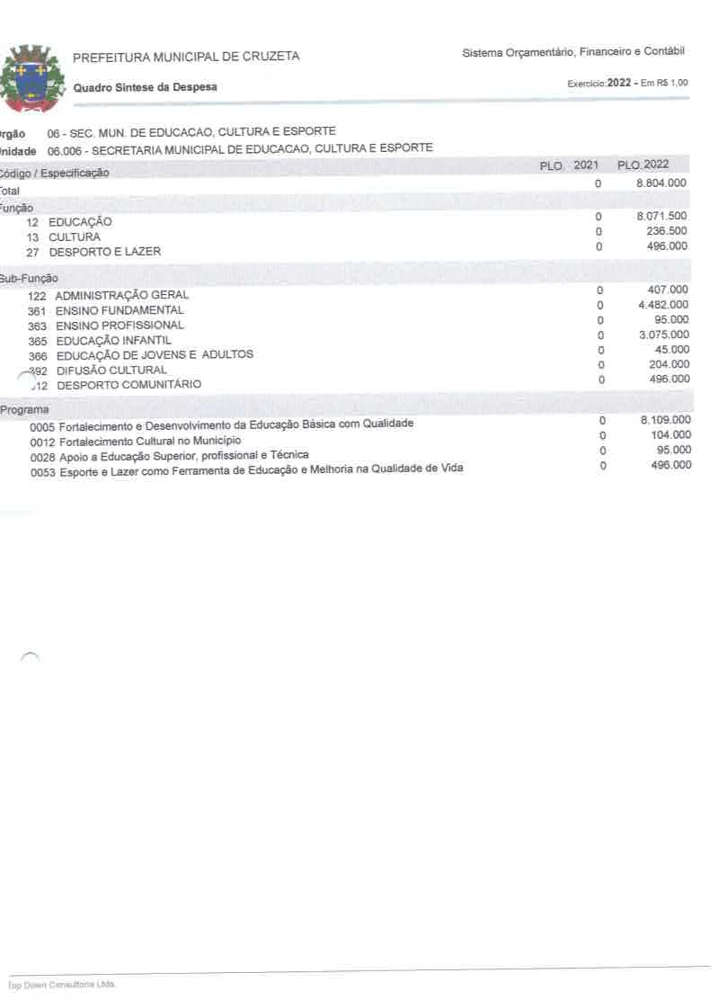 PREFEITURA MUNICIPAL DE CRUZETA
Sistema Orçamentário, Financeiro e Contábil
Quadro Sintese da Despesa
Exercício:2022 - Em R$ 1,00
rgão 06 - SEC. MUN. DE EDUCACAO, CULTURA E ESPORTE
nidade 06.006 - SECRETARIA MUNICIPAL DE EDUCACAO, CULTURA E ESPORTE
Código / Especificação PLO. 2021 PLO.2022
Total 0 8.804.000
Função
12 EDUCAÇÃO 0 8.071.500
13 CULTURA 0 236.500
27 DESPORTO E LAZER 0 496.000
Sub-Função
122 ADMINISTRAÇÃO GERAL 0 407.000
361 ENSINO FUNDAMENTAL 0 4.482.000
363 ENSINO PROFISSIONAL 0 95.000
365 EDUCAÇÃO INFANTIL 0 3.075.000
366 EDUCAÇÃO DE JOVENS E ADULTOS 0 45.000
392 DIFUSÃO CULTURAL 0 204.000
12 DESPORTO COMUNITÁRIO 0 496.000
Programa
0005 Fortalecimento e Desenvolvimento da Educação Básica com Qualidade 0 8.109.000
0012 Fortalecimento Cultural no Município 0 104.000
0028 Apoio a Educação Superior, profissional e Técnica 0 95.000
0053 Esporte e Lazer como Ferramenta de Educação e Melhoria na Qualidade de Vida 0 496.000
Top Down Consultoria Ltda.